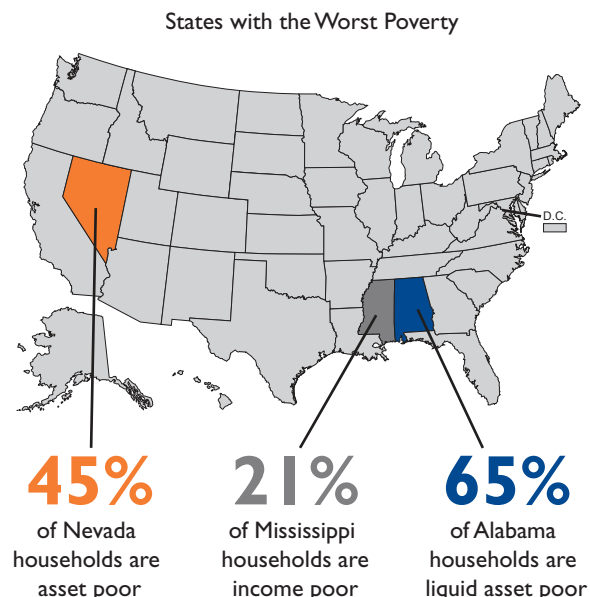 States with the Worst Poverty
D.C.
45%
of Nevada
households are
asset poor
21%
of Mississippi
households are
income poor
65%
of Alabama
households are
liquid asset poor